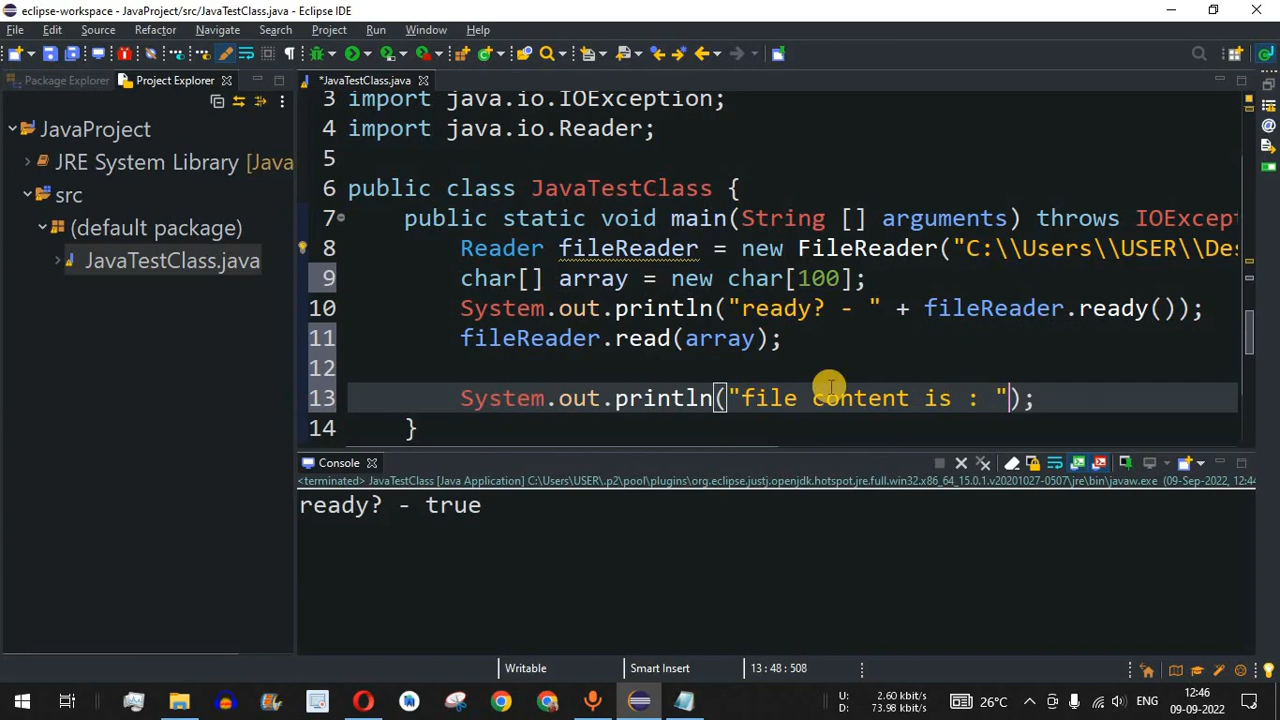 eclipse-workspace - JavaProject/src/JavaTestClass.java - Eclipse IDE
File Edit Source Refactor Navigate Search Project Run Window Help
Package Explorer Project Explorer *JavaTestClass.java
3 import java.io.IOException;
4 import java.io.Reader;
5
6 public class JavaTestClass {
7 public static void main(String [] arguments) throws IOExcept
8 Reader fileReader = new FileReader("C:\\Users\\USER\\Des
9 char[] array = new char[100];
10 System.out.println("ready? - " + fileReader.ready());
11 fileReader.read(array);
12
13 System.out.println("file content is : ");
14 }
JavaProject
JRE System Library [Java
src
(default package)
JavaTestClass.java
Console
<terminated> JavaTestClass [Java Application] C:\Users\USER\.p2\pool\plugins\org.eclipse.justj.openjdk.hotspot.jre.full.win32.x86_64_15.0.1.v20201027-0507\jre\bin\javaw.exe (09-Sep-2022, 12:44
ready? - true
Writable Smart Insert 13:48:508
U: 2.60 kbit/s
D: 73.98 kbit/s
26°C ENG
12:46
09-09-2022